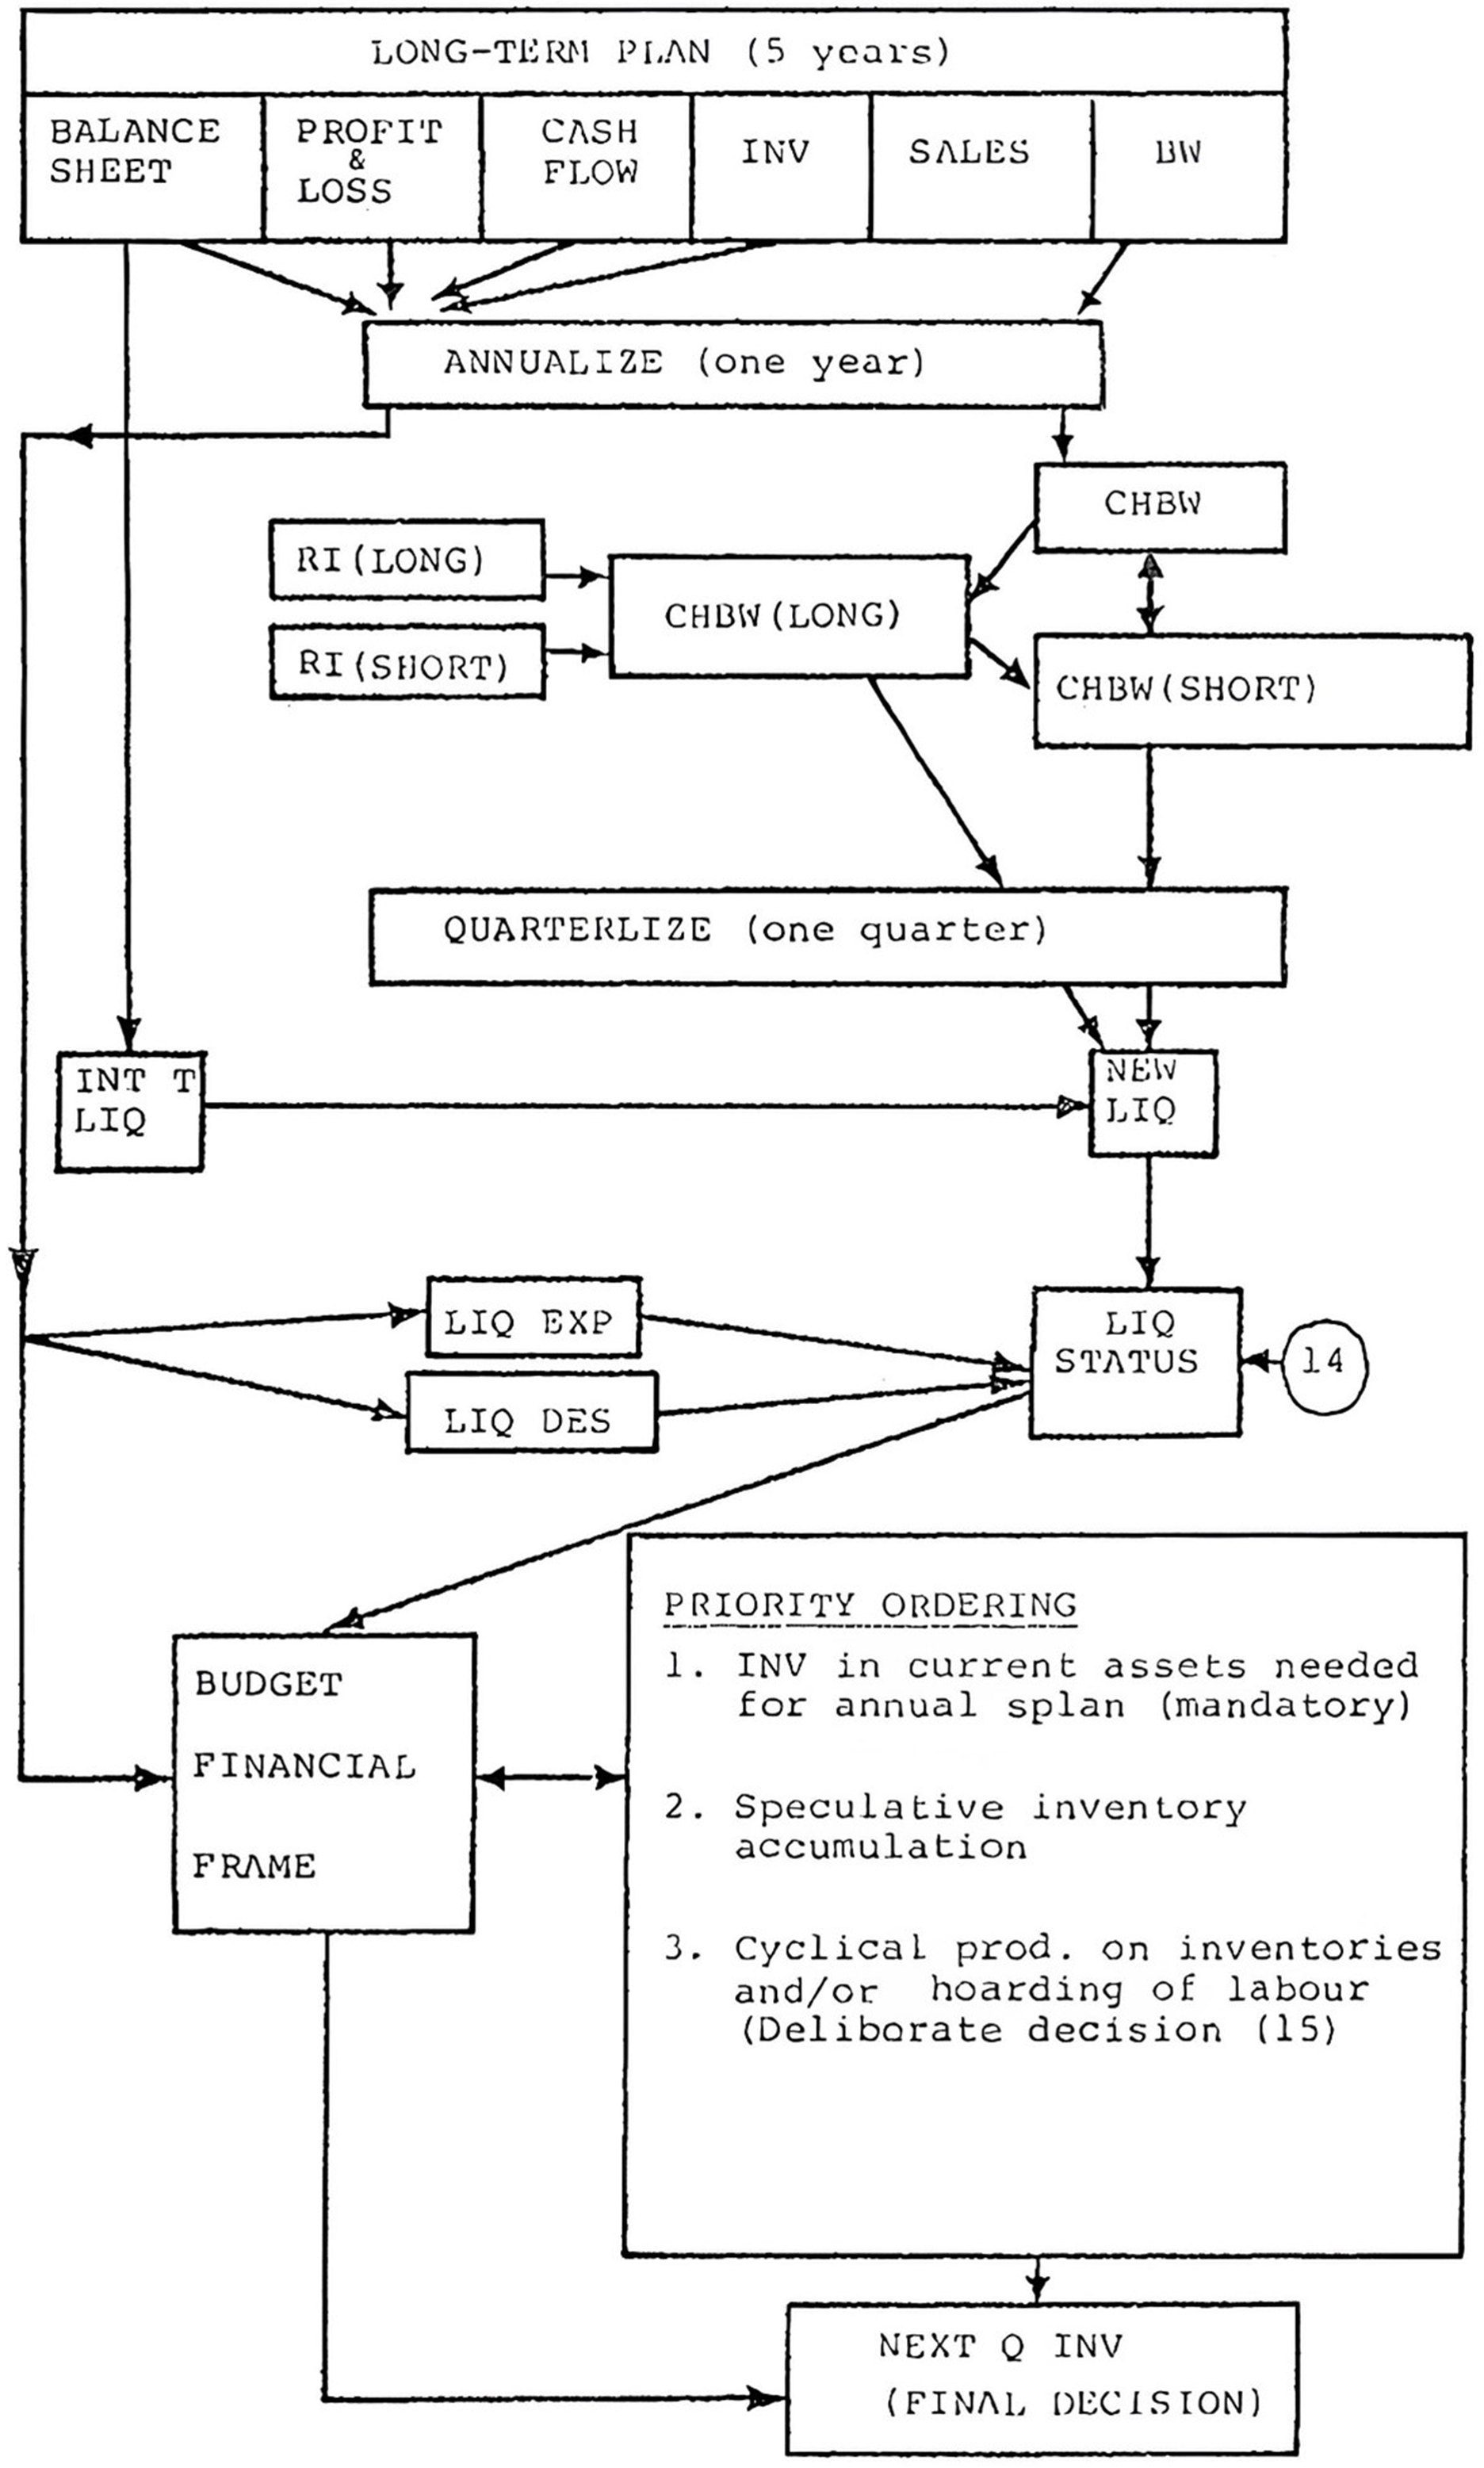 LONG-TERM PLAN (5 years)
BALANCE
SHEET
PROFIT
&
LOSS
CASH
FLOW
INV
SALES
BW
ANNUALIZE (one year)
CHBW
RI(LONG)
CHBW(LONG)
RI(SHORT)
CHBW(SHORT)
QUARTERLIZE (one quarter)
INT T
LIQ
NEW
LIQ
LIQ EXP
LIQ
STATUS
14
LIQ DES
PRIORITY ORDERING
1. INV in current assets needed
for annual splan (mandatory)
2. Speculative inventory
accumulation
3. Cyclical prod. on inventories
and/or hoarding of labour
(Deliborate decision (15)
BUDGET
FINANCIAL
FRAME
NEXT Q INV
(FINAL DECISION)